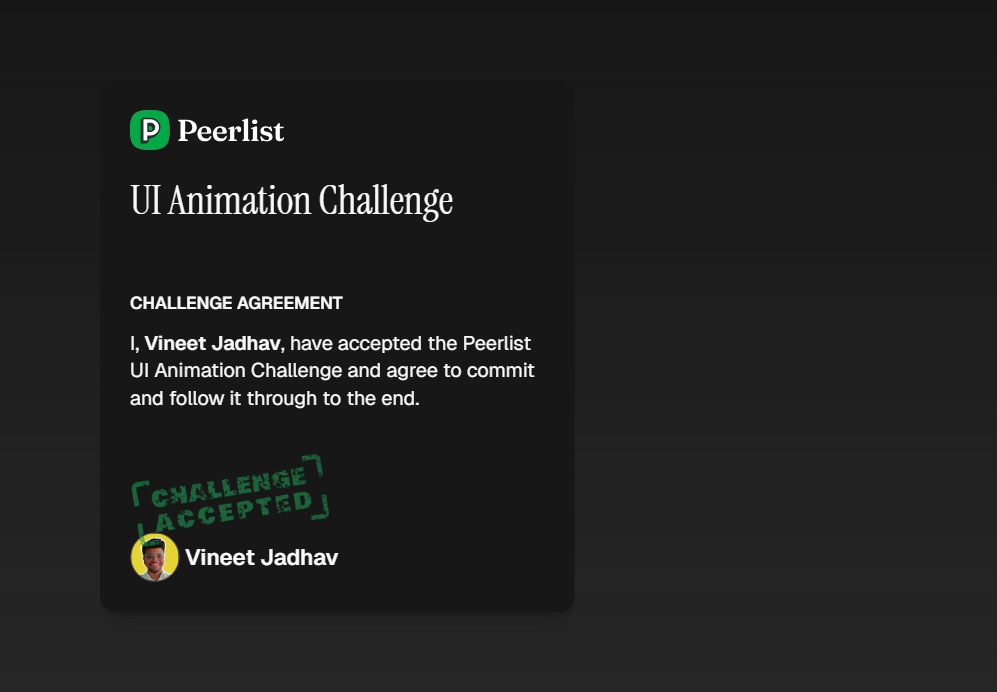 Peerlist
UI Animation Challenge
CHALLENGE AGREEMENT
I, Vineet Jadhav, have accepted the Peerlist
UI Animation Challenge and agree to commit
and follow it through to the end.
CHALLENGE
ACCEPTED
Vineet Jadhav